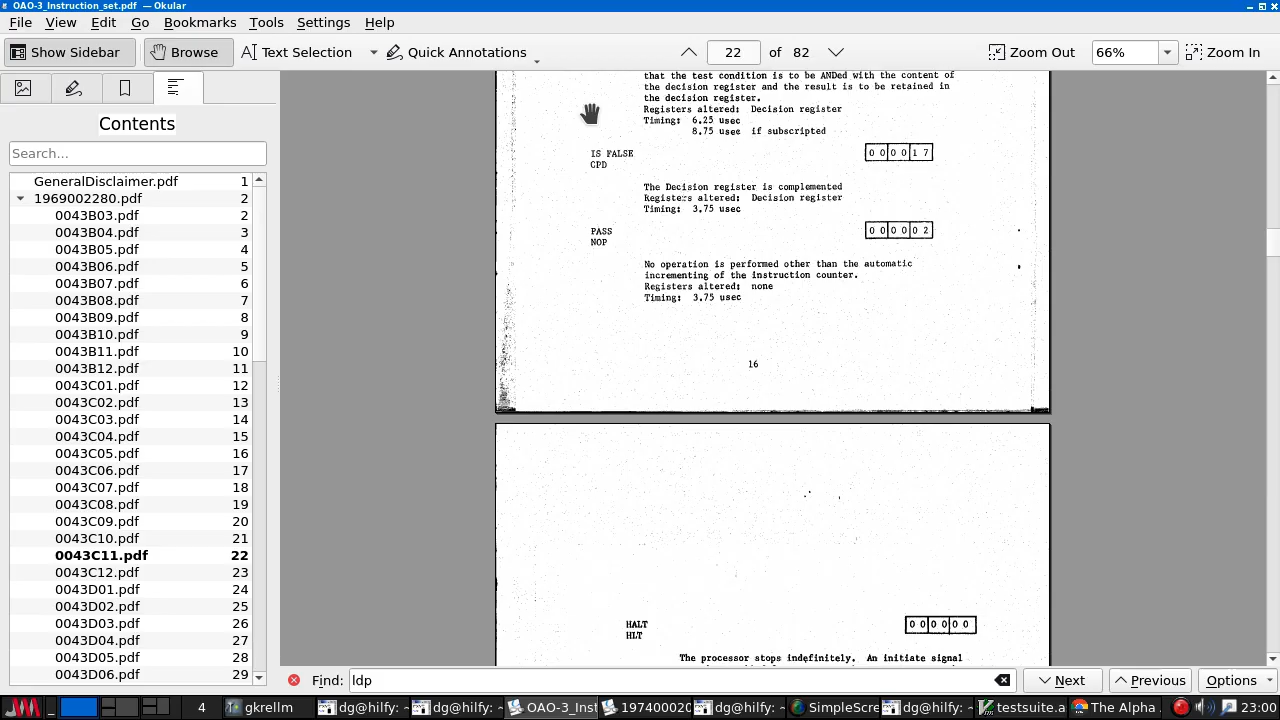 OAO-3_Instruction_set.pdf — Okular
File View Edit Go Bookmarks Tools Settings Help
Show Sidebar Browse Text Selection Quick Annotations 22 of 82 Zoom Out 66% Zoom In
Contents
Search...
GeneralDisclaimer.pdf 1
1969002280.pdf 2
0043B03.pdf 2
0043B04.pdf 3
0043B05.pdf 4
0043B06.pdf 5
0043B07.pdf 6
0043B08.pdf 7
0043B09.pdf 8
0043B10.pdf 9
0043B11.pdf 10
0043B12.pdf 11
0043C01.pdf 12
0043C02.pdf 13
0043C03.pdf 14
0043C04.pdf 15
0043C05.pdf 16
0043C06.pdf 17
0043C07.pdf 18
0043C08.pdf 19
0043C09.pdf 20
0043C10.pdf 21
0043C11.pdf 22
0043C12.pdf 23
0043D01.pdf 24
0043D02.pdf 25
0043D03.pdf 26
0043D04.pdf 27
0043D05.pdf 28
0043D06.pdf 29
that the test condition is to be ANDed with the content of
the decision register and the result is to be retained in
the decision register.
Registers altered: Decision register
Timing: 6.25 usec
8.75 usec if subscripted
IS FALSE 0 0 0 0 1 7
CPD
The Decision register is complemented
Registers altered: Decision register
Timing: 3.75 usec
PASS 0 0 0 0 0 2
NOP
No operation is performed other than the automatic
incrementing of the instruction counter.
Registers altered: none
Timing: 3.75 usec
16
HALT 0 0 0 0 0 0
HLT
The processor stops indefinitely. An initiate signal
Find: ldp Next Previous Options
4 gkrellm dg@hilfy: dg@hilfy: OAO-3_Inst 197400020 dg@hilfy: SimpleScre dg@hilfy: testsuite.a The Alpha 23:00